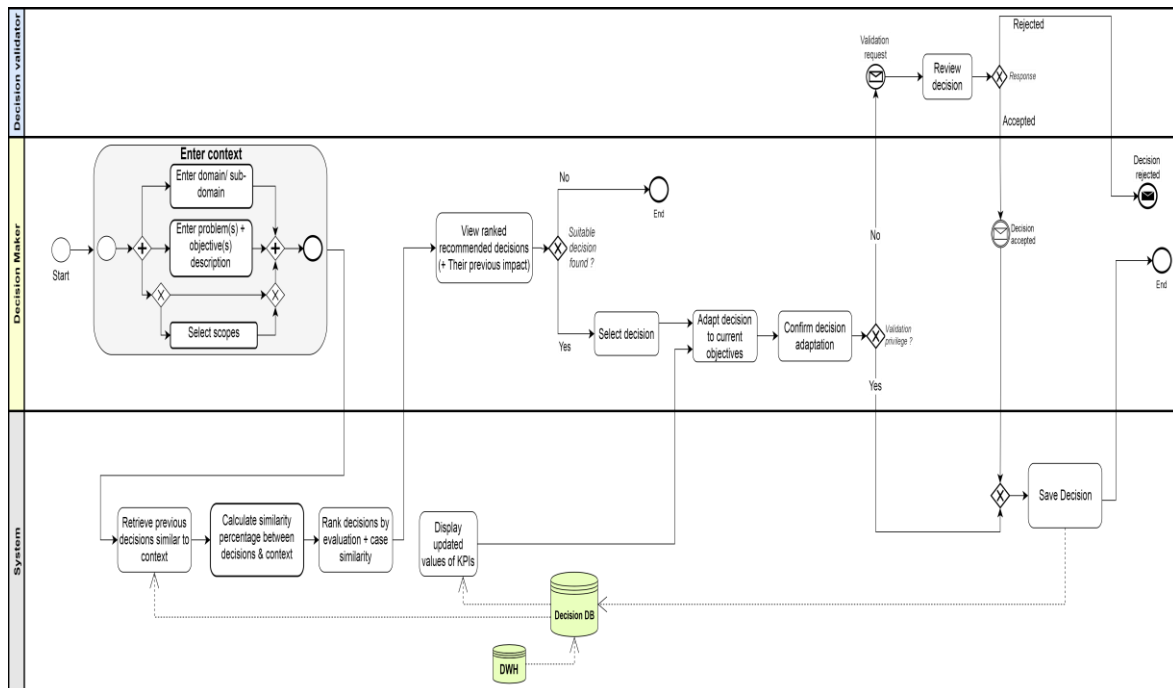 Decision validator
Validation
request
Review
decision
Response
Rejected
Accepted
Decision Maker
Start
Enter context
Enter domain/ sub-
domain
Enter problem(s) +
objective(s)
description
Select scopes
View ranked
recommended decisions
(+ Their previous impact)
No
End
Suitable
decision
found ?
Yes
Select decision
Adapt decision
to current
objectives
Confirm decision
adaptation
No
Validation
privilege ?
Yes
Decision
accepted
Decision
rejected
End
System
Retrieve previous
decisions similar to
context
Calculate similarity
percentage between
decisions & context
Rank decisions by
evaluation + case
similarity
Display
updated
values of KPIs
Save Decision
Decision DB
DWH